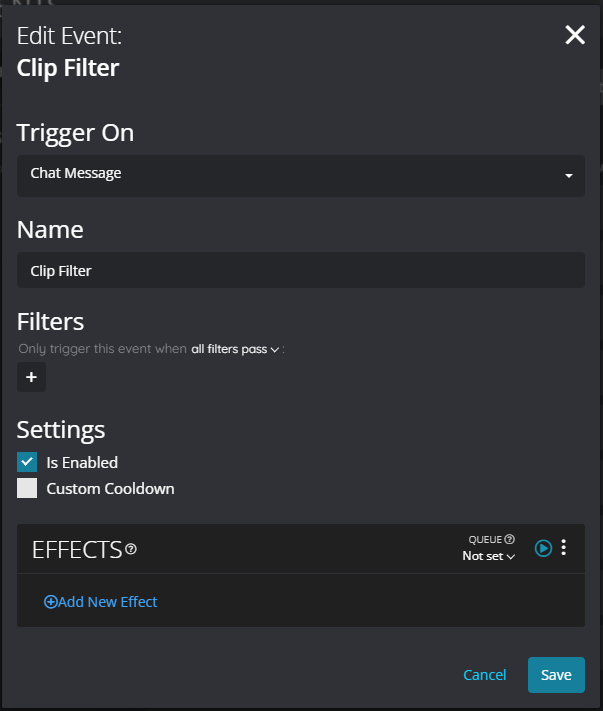 Edit Event:
Clip Filter
Trigger On
Chat Message
Name
Clip Filter
Filters
Only trigger this event when all filters pass :
+
Settings
Is Enabled
Custom Cooldown
EFFECTS
QUEUE
Not set
Add New Effect
Cancel
Save